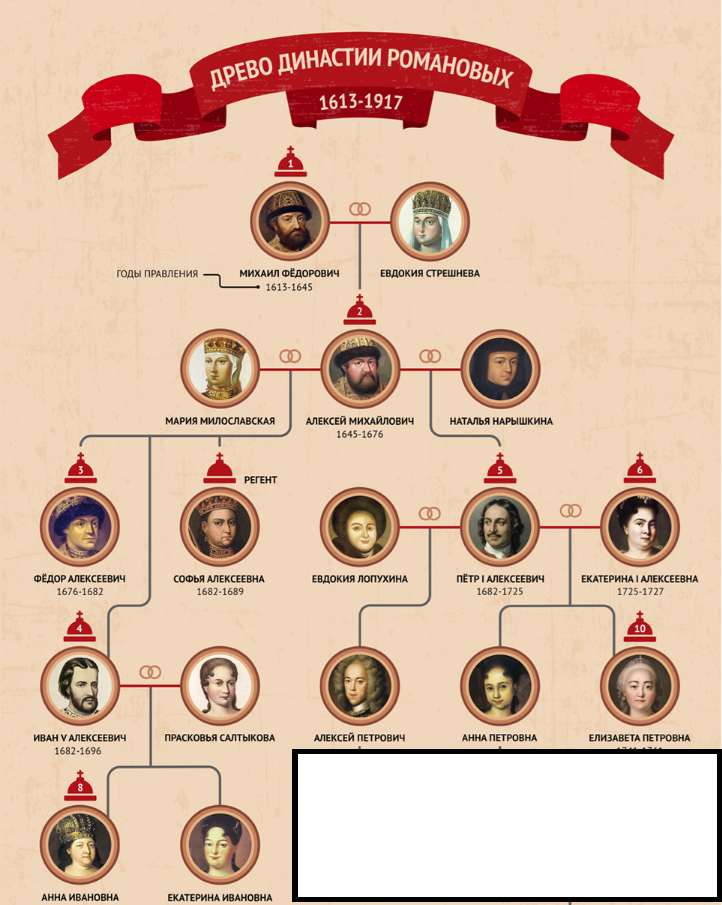 ДРЕВО ДИНАСТИИ РОМАНОВЫХ
1613-1917
1
ГОДЫ ПРАВЛЕНИЯ
МИХАИЛ ФЁДОРОВИЧ
1613-1645
ЕВДОКИЯ СТРЕШНЕВА
2
МАРИЯ МИЛОСЛАВСКАЯ
АЛЕКСЕЙ МИХАЙЛОВИЧ
1645-1676
НАТАЛЬЯ НАРЫШКИНА
3
РЕГЕНТ
5
6
ФЁДОР АЛЕКСЕЕВИЧ
1676-1682
СОФЬЯ АЛЕКСЕЕВНА
1682-1689
ЕВДОКИЯ ЛОПУХИНА
ПЁТР I АЛЕКСЕЕВИЧ
1682-1725
ЕКАТЕРИНА I АЛЕКСЕЕВНА
1725-1727
4
10
ИВАН V АЛЕКСЕЕВИЧ
1682-1696
ПРАСКОВЬЯ САЛТЫКОВА
АЛЕКСЕЙ ПЕТРОВИЧ
АННА ПЕТРОВНА
ЕЛИЗАВЕТА ПЕТРОВНА
8
АННА ИВАНОВНА
ЕКАТЕРИНА ИВАНОВНА